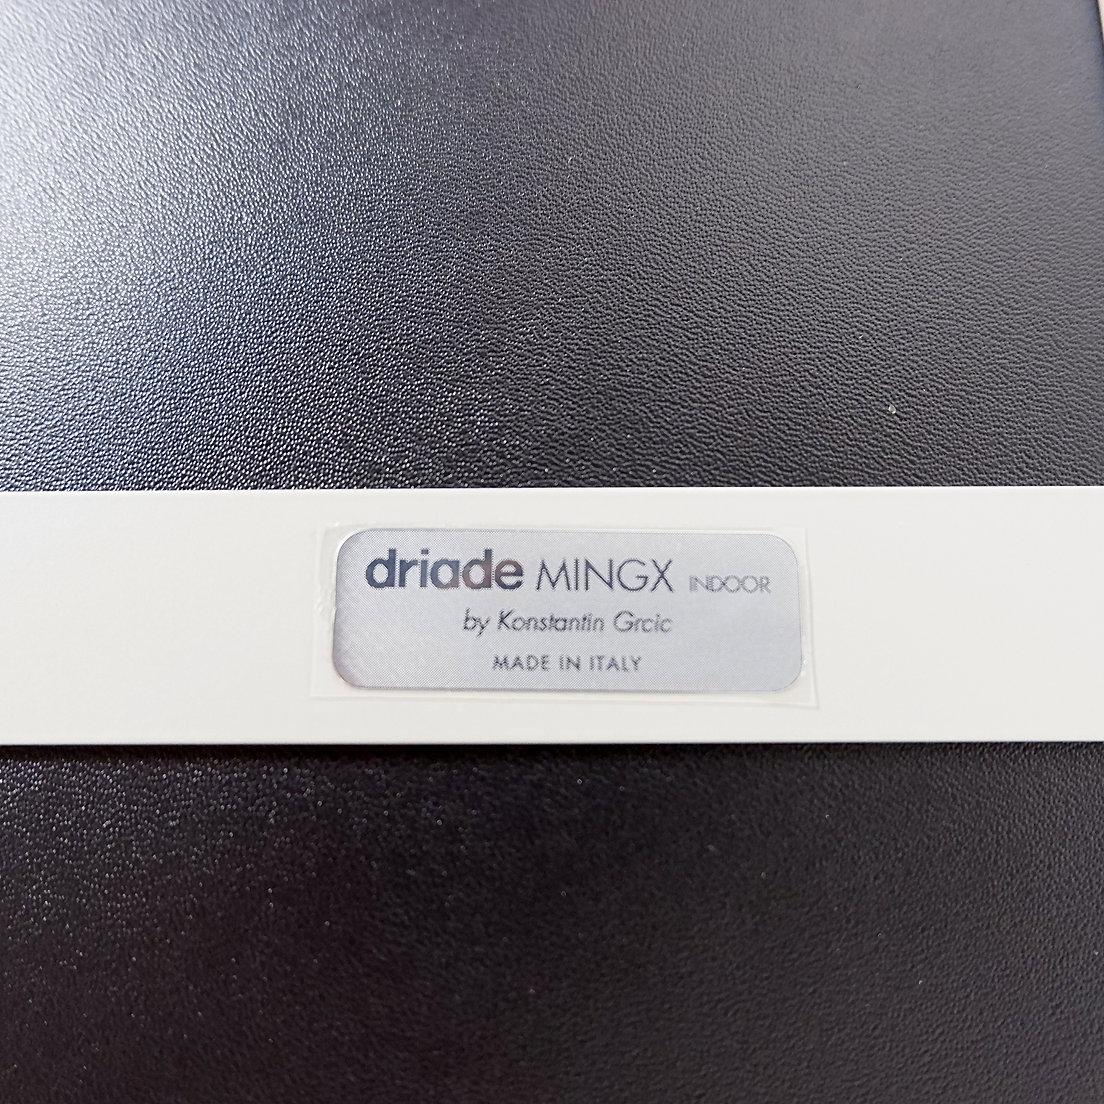 driade MINGX INDOOR
by Konstantin Grcic
MADE IN ITALY